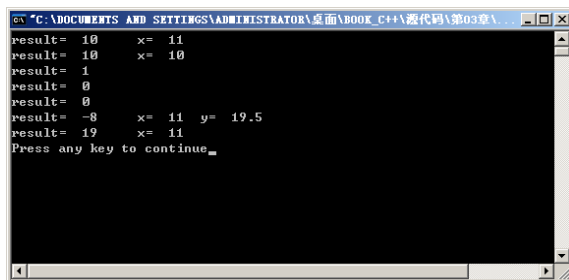 "C:\DOCUMENTS AND SETTINGS\ADMINISTRATOR\桌面\BOOK_C++\源代码\第03章\...
result=  10     x=  11
result=  10     x=  10
result=  1
result=  0
result=  0
result=  -8     x=  11  y=  19.5
result=  19     x=  11
Press any key to continue_